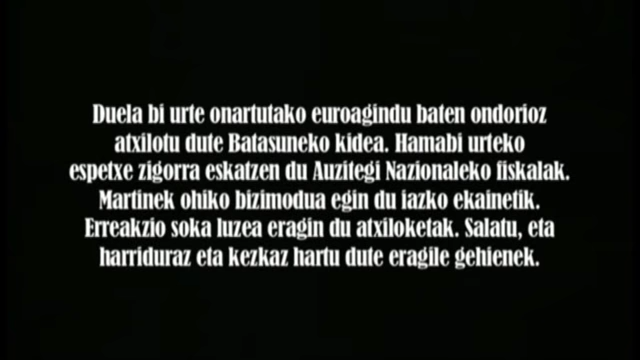 Duela bi urte onartutako euroagindu baten ondorioz
atxilotu dute Batasuneko kidea. Hamabi urteko
espetxe zigorra eskatzen du Auzitegi Nazionaleko fiskalak.
Martinek ohiko bizimodua egin du iazko ekainetik.
Erreakzio soka luzea eragin du atxiloketak. Salatu, eta
harriduraz eta kezkaz hartu dute eragile gehienek.